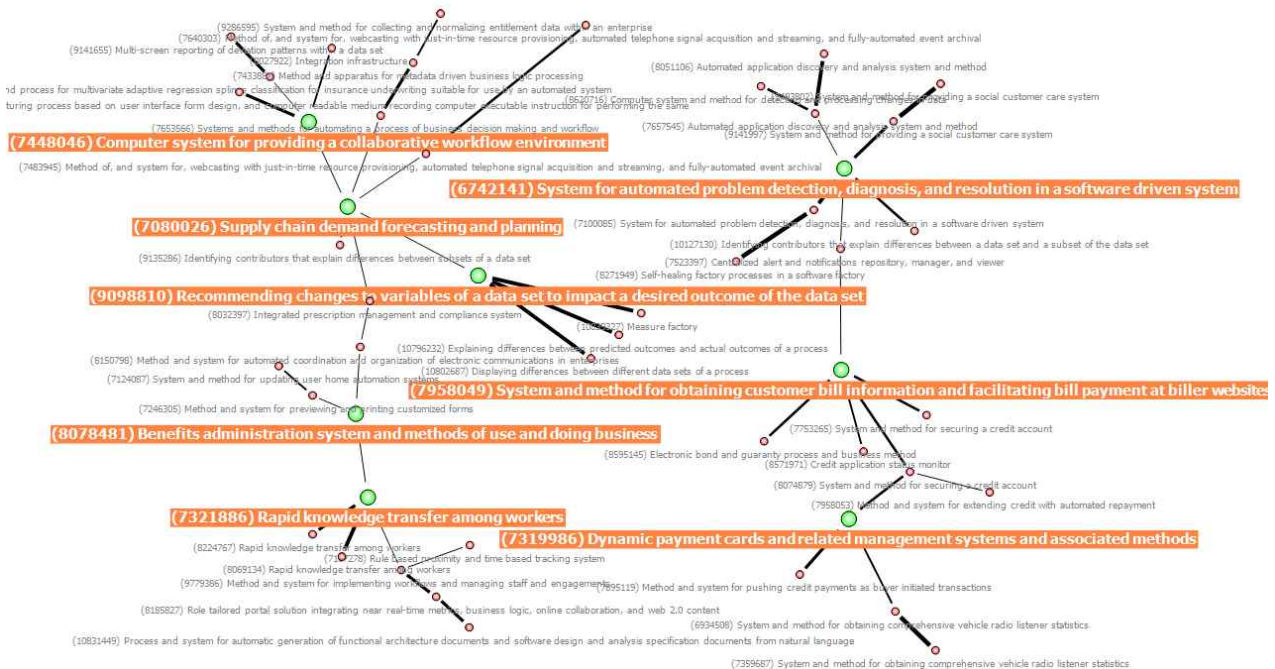 (9286595) System and method for collecting and normalizing entitlement data within an enterprise
(7640303) Method of, and system for, webcasting with just-in-time resource provisioning, automated telephone signal acquisition and streaming, and fully-automated event archival
(9141655) Multi-screen reporting of deviation patterns within a data set
(8027922) Integration infrastructure
Method and apparatus for metadata driven business logic processing
nd process for multivariate adaptive regression splines classification for insurance underwriting suitable for use by an automated system
turing process based on user interface form design, and computer readable medium recording computer executable instruction for performing the same
(7653566) Systems and methods for automating a process of business decision making and workflow
(7448046) Computer system for providing a collaborative workflow environment
(7483945) Method of, and system for, webcasting with just-in-time resource provisioning, automated telephone signal acquisition and streaming, and fully-automated event archival
(8051106) Automated application discovery and analysis system and method
System and method for providing a social customer care system
(8620716) Computer system and method for detecting and processing changes in data
(7657545) Automated application discovery and analysis system and method
(9141997) System and method for providing a social customer care system
(6742141) System for automated problem detection, diagnosis, and resolution in a software driven system
(7080026) Supply chain demand forecasting and planning
(7100085) System for automated problem detection, diagnosis, and resolution in a software driven system
(10127130) Identifying contributors that explain differences between a data set and a subset of the data set
(9135286) Identifying contributors that explain differences between subsets of a data set
(7523397) Centralized alert and notifications repository, manager, and viewer
(8271949) Self-healing factory processes in a software factory
(9098810) Recommending changes to variables of a data set to impact a desired outcome of the data set
(8032397) Integrated prescription management and compliance system
Measure factory
(10796232) Explaining differences between predicted outcomes and actual outcomes of a process
(8150798) Method and system for automated coordination and organization of electronic communications in enterprises
(10802687) Displaying differences between different data sets of a process
(7124087) System and method for updating user home automation systems
(7958049) System and method for obtaining customer bill information and facilitating bill payment at biller websites
(7246305) Method and system for previewing and printing customized forms
(8078481) Benefits administration system and methods of use and doing business
(7753265) System and method for securing a credit account
(8595145) Electronic bond and guaranty process and business method
(8571971) Credit application status monitor
(8074879) System and method for securing a credit account
(7958053) Method and system for extending credit with automated repayment
(7321886) Rapid knowledge transfer among workers
(7319986) Dynamic payment cards and related management systems and associated methods
(8224767) Rapid knowledge transfer among workers
Rule based proximity and time based tracking system
(8069134) Rapid knowledge transfer among workers
(9779386) Method and system for implementing workflows and managing staff and engagements
(7895119) Method and system for pushing credit payments as buyer initiated transactions
(8185827) Role tailored portal solution integrating near real-time metrics, business logic, online collaboration, and web 2.0 content
(6934508) System and method for obtaining comprehensive vehicle radio listener statistics
(10831449) Process and system for automatic generation of functional architecture documents and software design and analysis specification documents from natural language
(7359687) System and method for obtaining comprehensive vehicle radio listener statistics